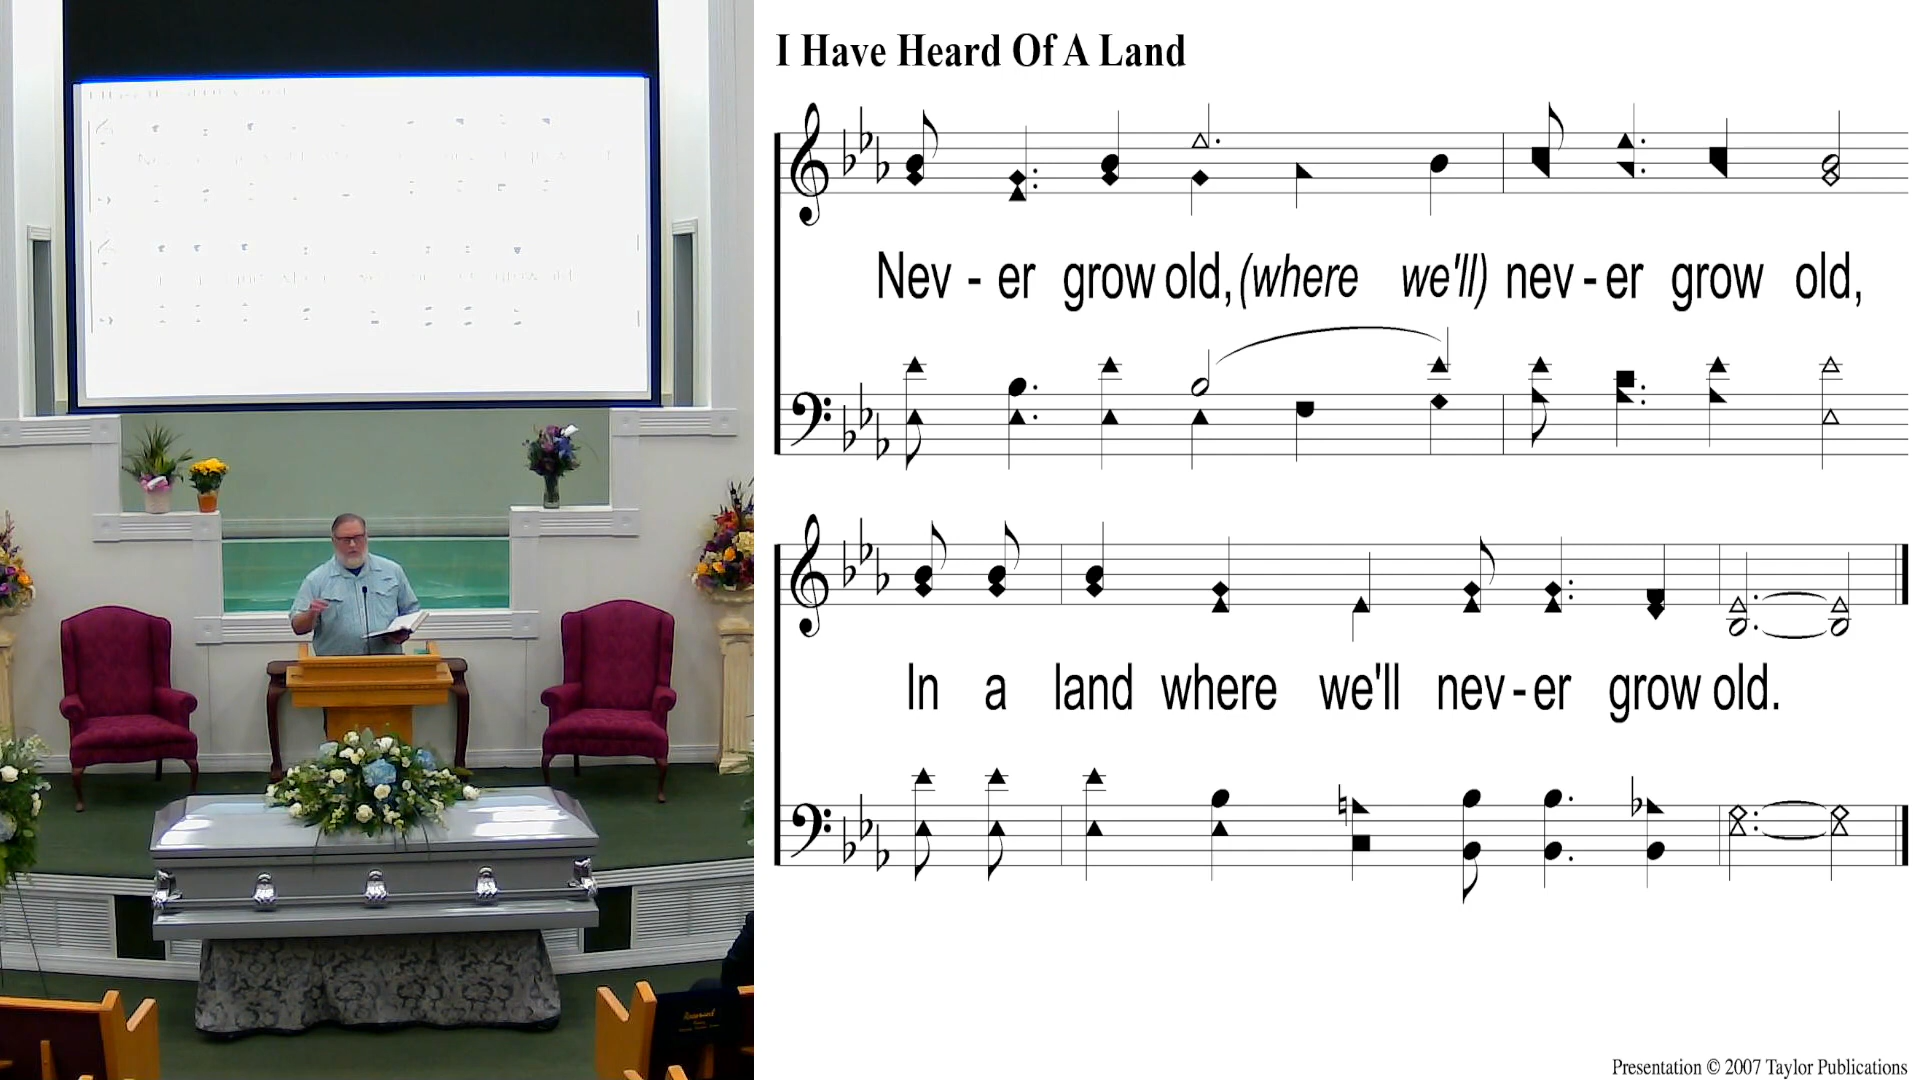 I Have Heard Of A Land
Nev - er grow old, (where we'll) nev - er grow old,
In a land where we'll nev - er grow old.
Reserved
Presentation © 2007 Taylor Publications